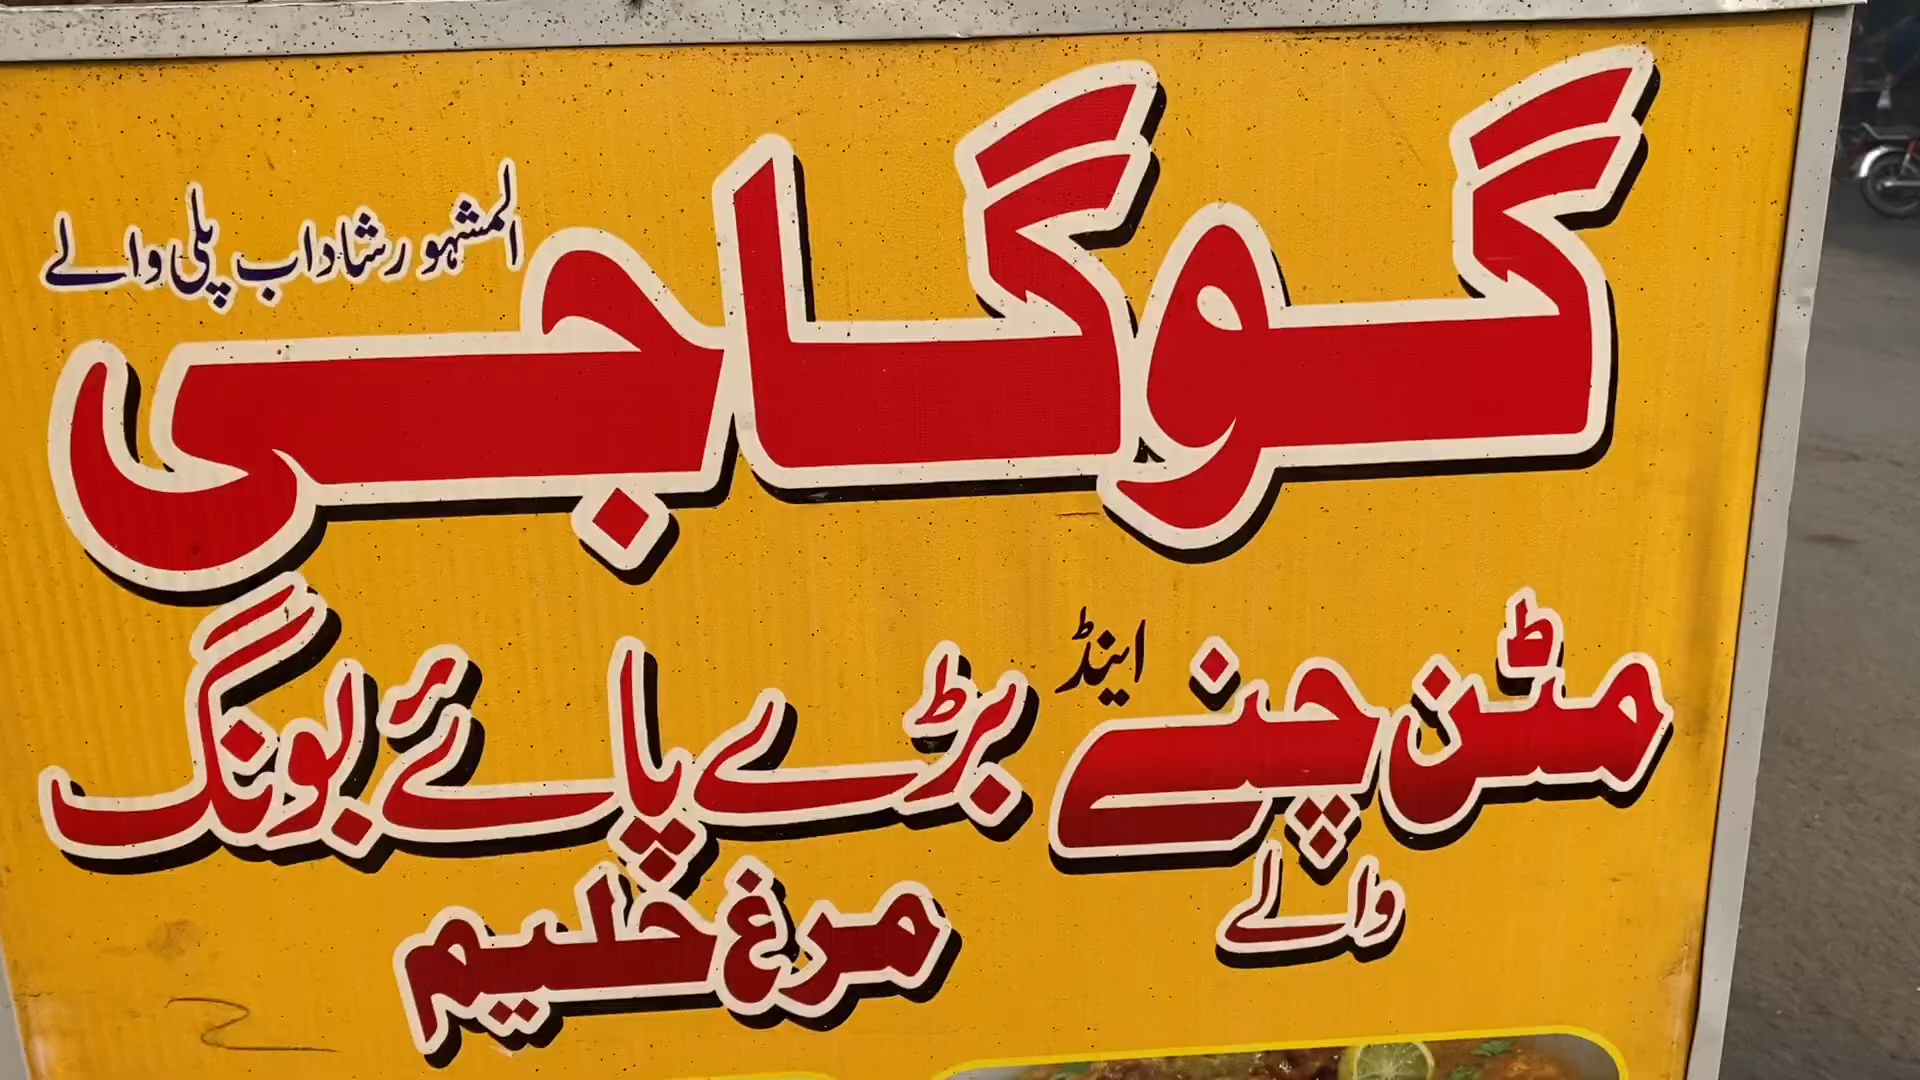 المشہور شاداب پلی والے
گوگا جی
مٹن چنے اینڈ بڑے پائے بونگ
والے
مرغ حلیم